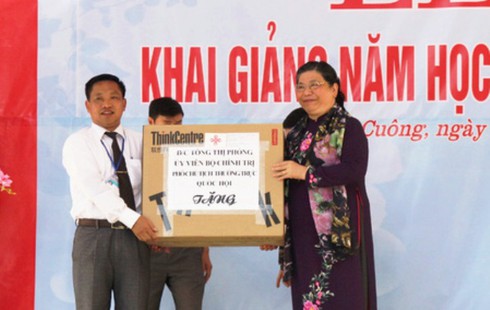 KHAI GIẢNG NĂM HỌC
Cuông, ngày
ThinkCentre
Đ/C TÒNG THỊ PHÓNG
ỦY VIÊN BỘ CHÍNH TRỊ
PHÓ CHỦ TỊCH THƯỜNG TRỰC
QUỐC HỘI
TẶNG